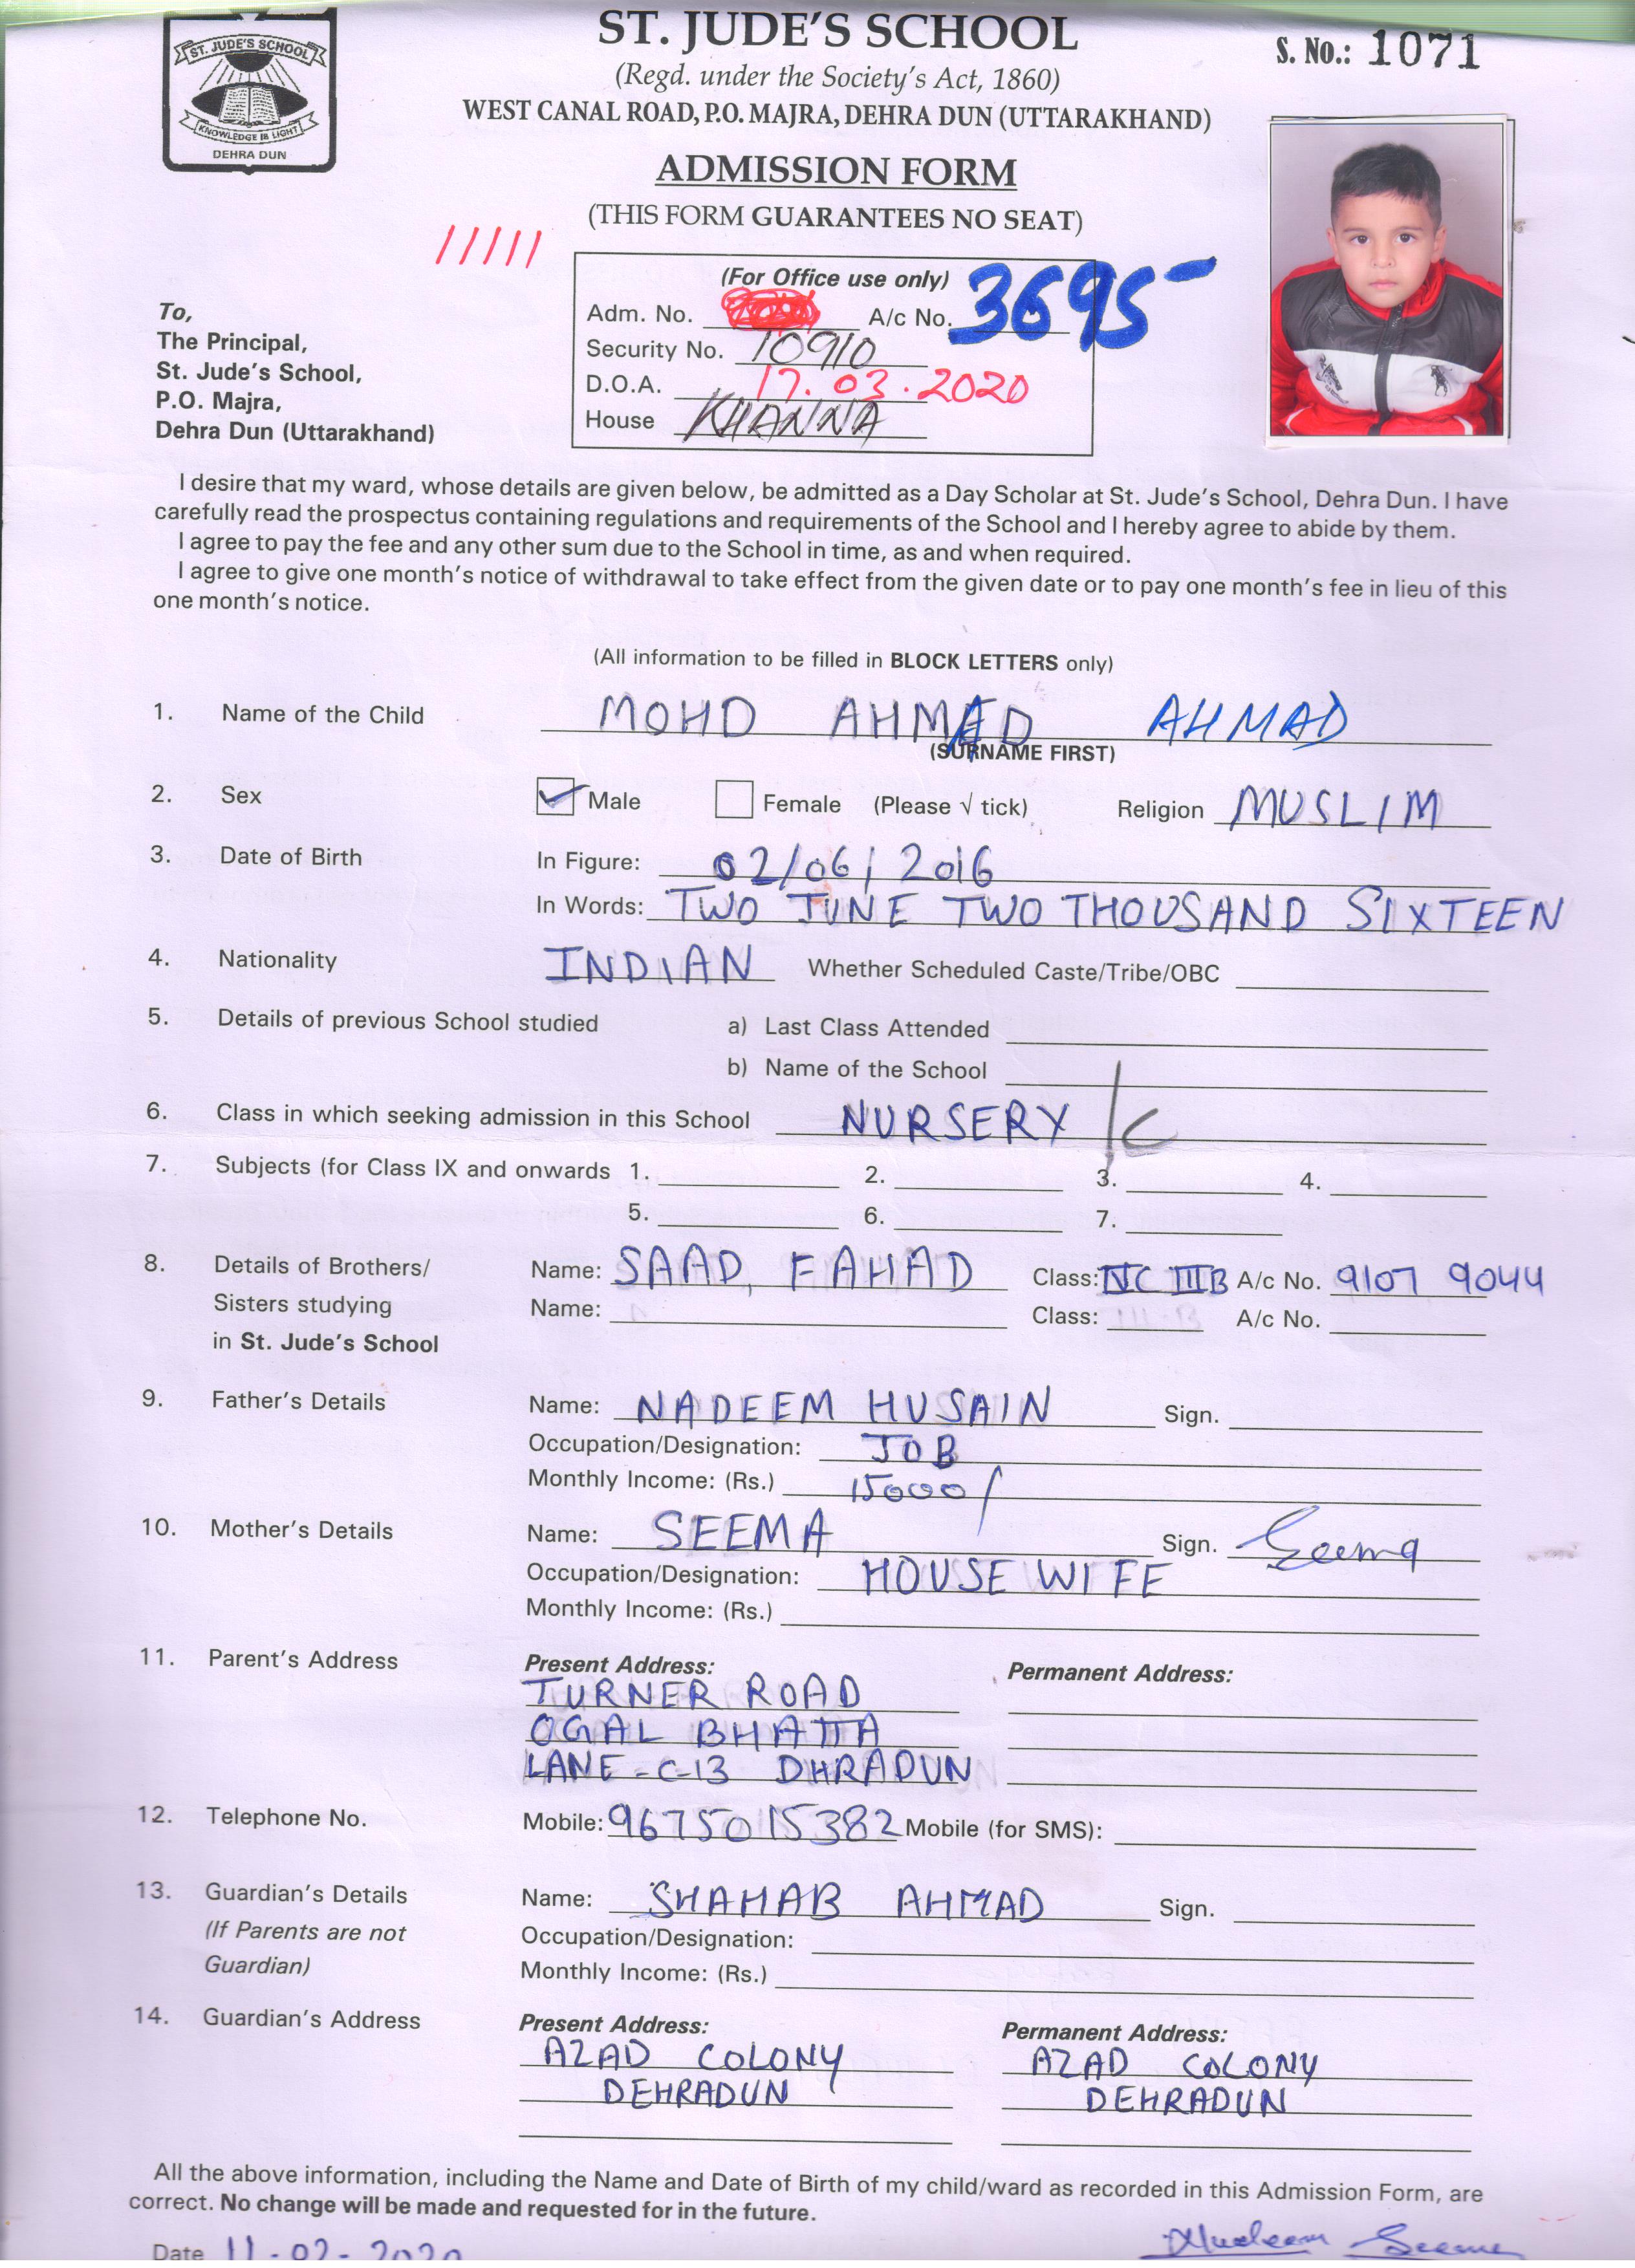 ST. JUDE'S SCHOOL
KNOWLEDGE IS LIGHT
DEHRA DUN
ST. JUDE'S SCHOOL
(Regd. under the Society's Act, 1860)
WEST CANAL ROAD, P.O. MAJRA, DEHRA DUN (UTTARAKHAND)
S. No.: 1071
ADMISSION FORM
(THIS FORM GUARANTEES NO SEAT)
(For Office use only)
Adm. No. A/c No. 3695
Security No. 10910
D.O.A. 17.03.2020
House KHANNA
To,
The Principal,
St. Jude's School,
P.O. Majra,
Dehra Dun (Uttarakhand)
I desire that my ward, whose details are given below, be admitted as a Day Scholar at St. Jude's School, Dehra Dun. I have
carefully read the prospectus containing regulations and requirements of the School and I hereby agree to abide by them.
I agree to pay the fee and any other sum due to the School in time, as and when required.
I agree to give one month's notice of withdrawal to take effect from the given date or to pay one month's fee in lieu of this
one month's notice.
(All information to be filled in BLOCK LETTERS only)
1. Name of the Child MOHD AHMAD AHMAD
(SURNAME FIRST)
2. Sex Male Female (Please √ tick) Religion MUSLIM
3. Date of Birth In Figure: 02/06/2016
In Words: TWO JUNE TWO THOUSAND SIXTEEN
4. Nationality INDIAN Whether Scheduled Caste/Tribe/OBC
5. Details of previous School studied a) Last Class Attended
b) Name of the School
6. Class in which seeking admission in this School NURSERY / C
7. Subjects (for Class IX and onwards 1. 2. 3. 4.
5. 6. 7.
8. Details of Brothers/ Name: SAAD, FAHAD Class: IVC IIIB A/c No. 9107, 9044
Sisters studying Name: Class: A/c No.
in St. Jude's School
9. Father's Details Name: NADEEM HUSAIN Sign.
Occupation/Designation: JOB
Monthly Income: (Rs.) 15000/
10. Mother's Details Name: SEEMA Sign. Seema
Occupation/Designation: HOUSE WIFE
Monthly Income: (Rs.)
11. Parent's Address Present Address: Permanent Address:
TURNER ROAD
OGAL BHATTA
LANE-C-13 DHRADUN
12. Telephone No. Mobile: 9675015382 Mobile (for SMS):
13. Guardian's Details Name: SHAHAB AHMAD Sign.
(If Parents are not Occupation/Designation:
Guardian) Monthly Income: (Rs.)
14. Guardian's Address Present Address: Permanent Address:
AZAD COLONY AZAD COLONY
DEHRADUN DEHRADUN
All the above information, including the Name and Date of Birth of my child/ward as recorded in this Admission Form, are
correct. No change will be made and requested for in the future.
Date 11-02-2020 Nadeem Seema